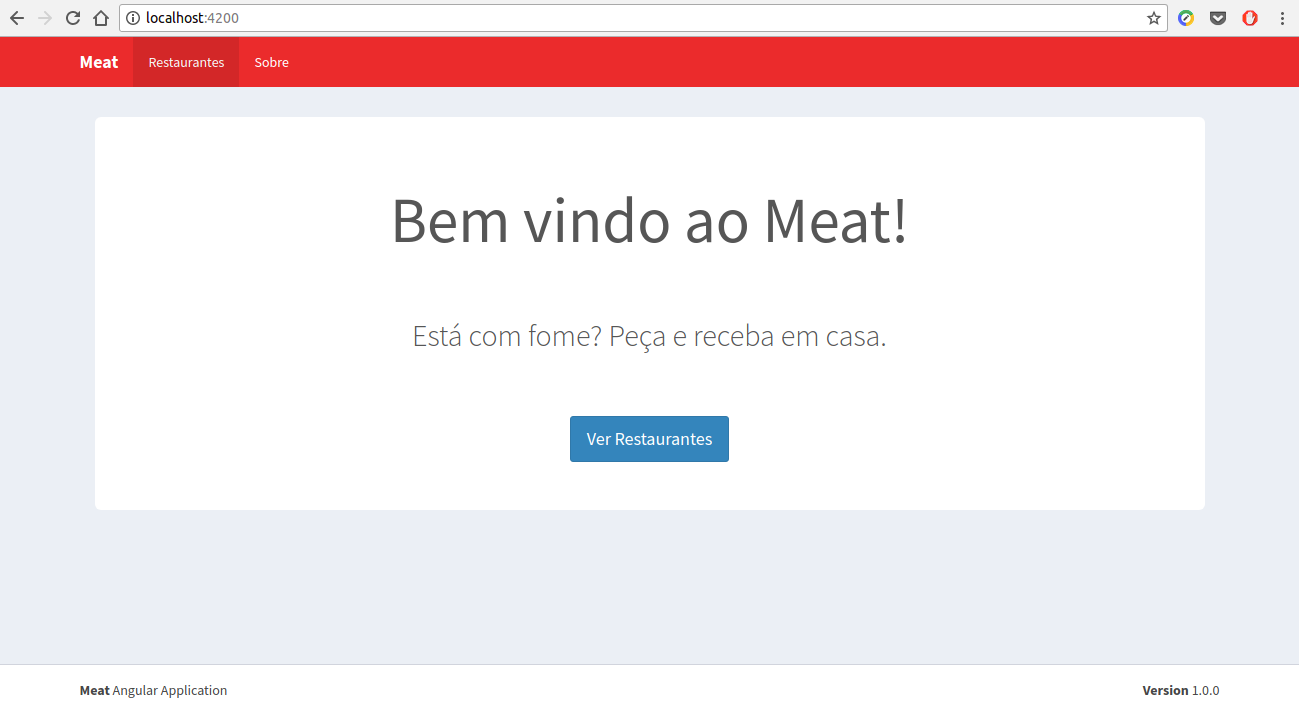 localhost:4200
Meat Restaurantes Sobre
Bem vindo ao Meat!
Está com fome? Peça e receba em casa.
Ver Restaurantes
Meat Angular Application Version 1.0.0